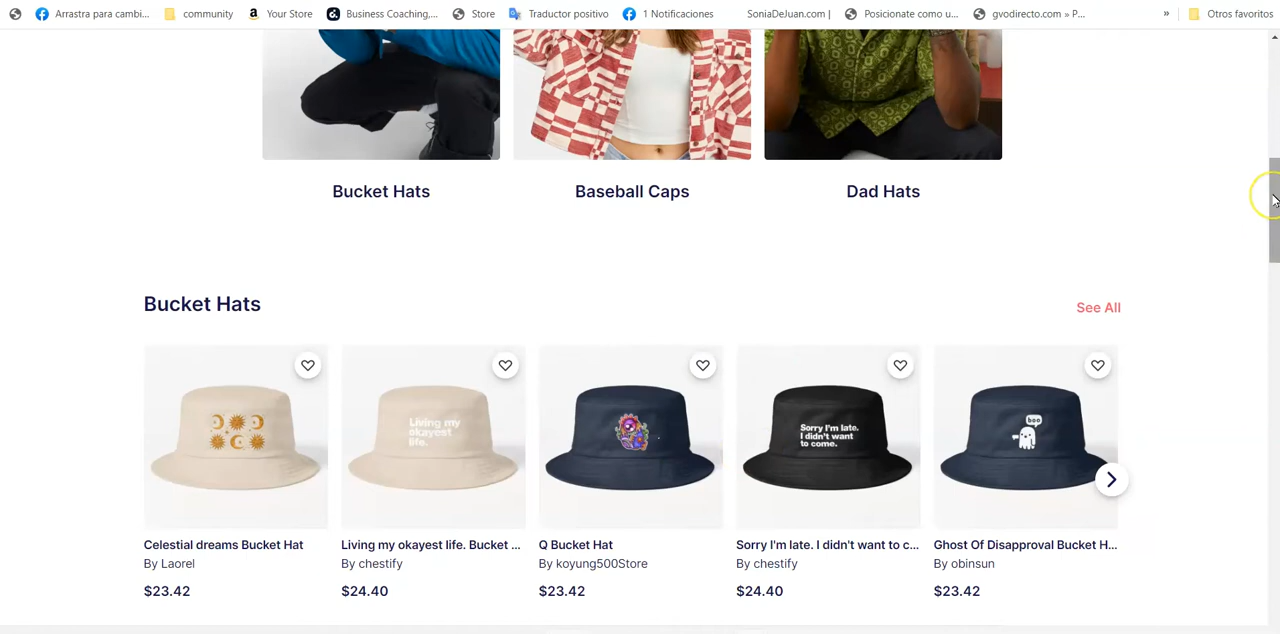 Arrastra para cambi... community Your Store Business Coaching,... Store Traductor positivo 1 Notificaciones SoniaDeJuan.com | Posicionate como u... gvodirecto.com » P... » Otros favoritos
Bucket Hats Baseball Caps Dad Hats
Bucket Hats See All
Living my
okayest
life.
Sorry I'm late.
I didn't want
to come.
boo
Celestial dreams Bucket Hat Living my okayest life. Bucket ... Q Bucket Hat Sorry I'm late. I didn't want to c... Ghost Of Disapproval Bucket H...
By Laorel By chestify By koyung500Store By chestify By obinsun
$23.42 $24.40 $23.42 $24.40 $23.42